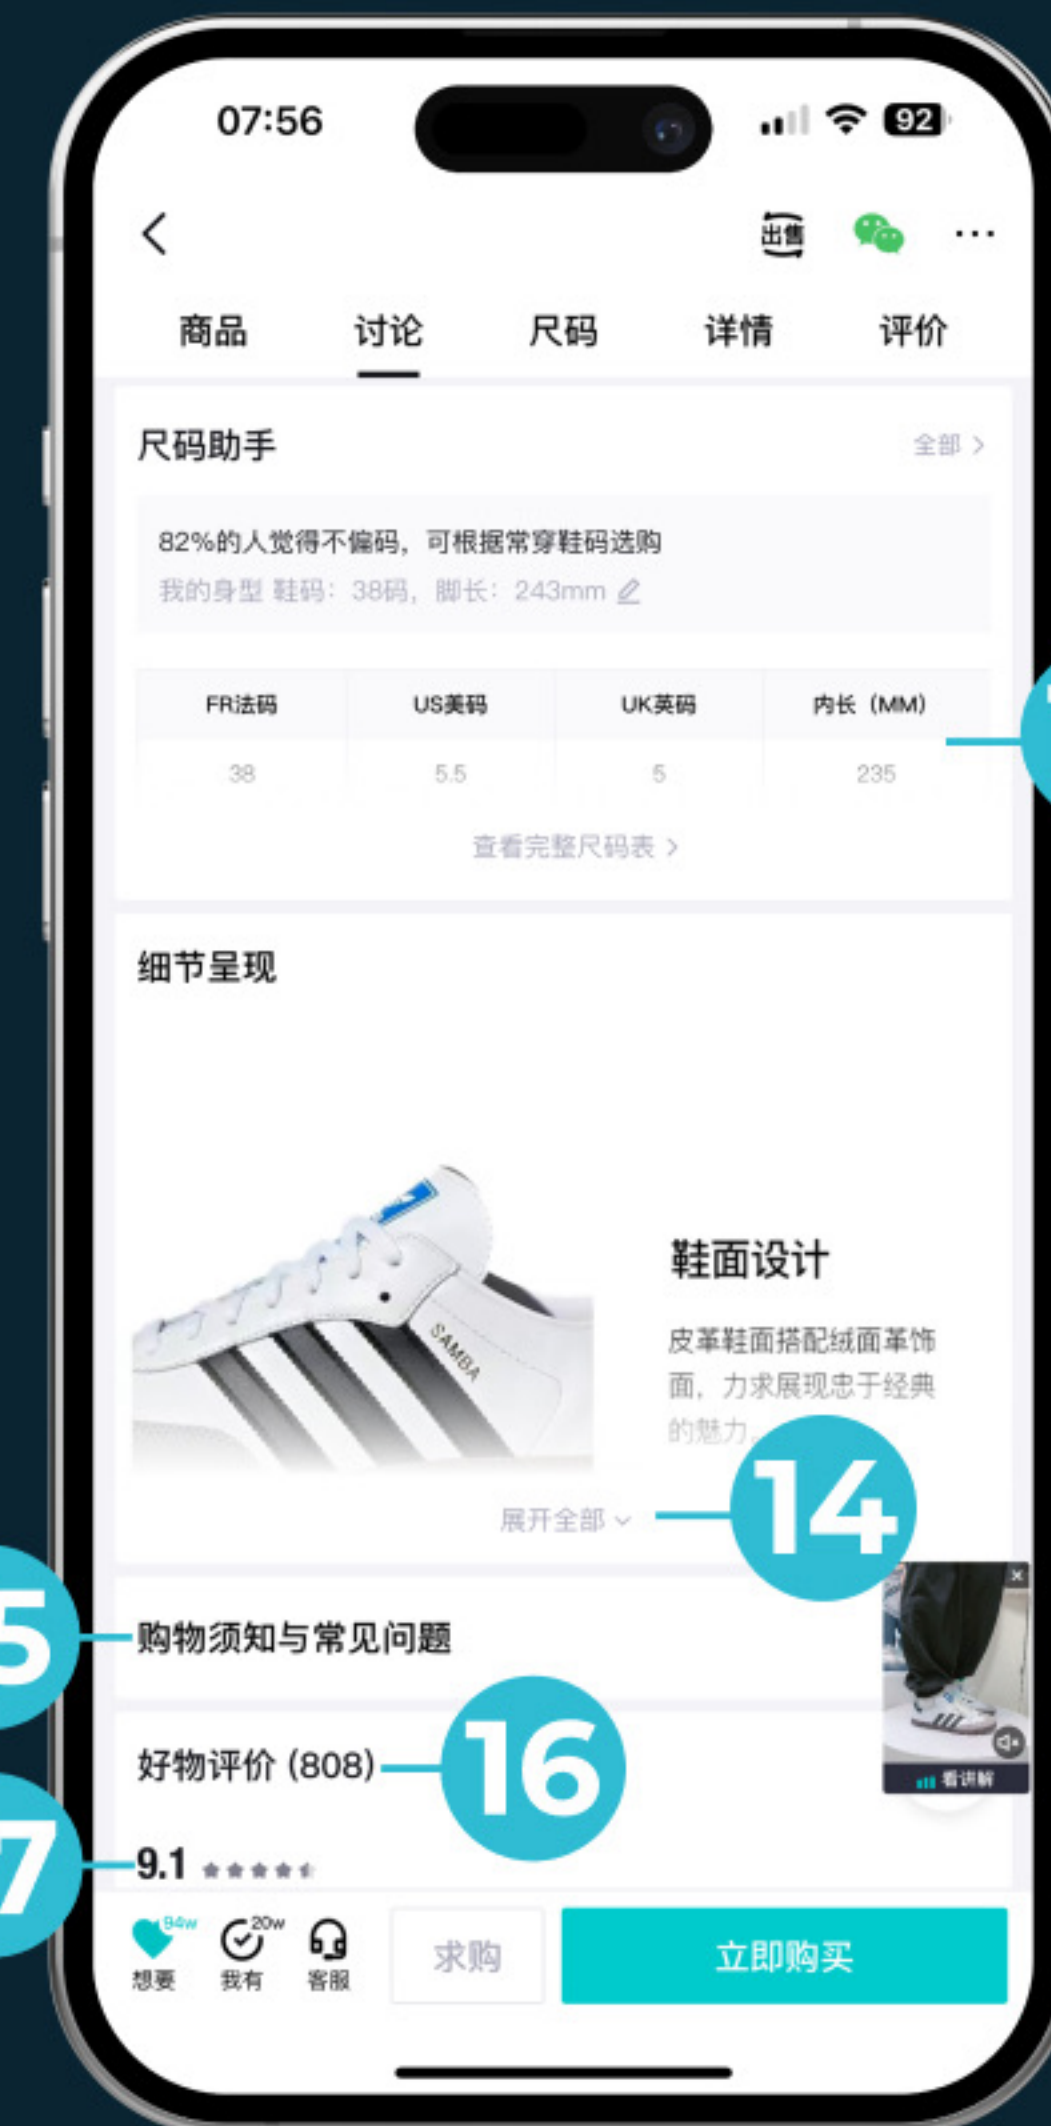 07:56
92
出售
商品 讨论 尺码 详情 评价
尺码助手 全部 >
82%的人觉得不偏码，可根据常穿鞋码选购
我的身型 鞋码：38码，脚长：243mm
FR法码 US美码 UK英码 内长（MM）
38 5.5 5 235
查看完整尺码表 >
细节呈现
SAMBA
鞋面设计
皮革鞋面搭配绒面革饰
面，力求展现忠于经典
的魅力。
14
展开全部
5
购物须知与常见问题
16
好物评价 (808)
看讲解
7
9.1
94w
20w
想要 我有 客服 求购 立即购买